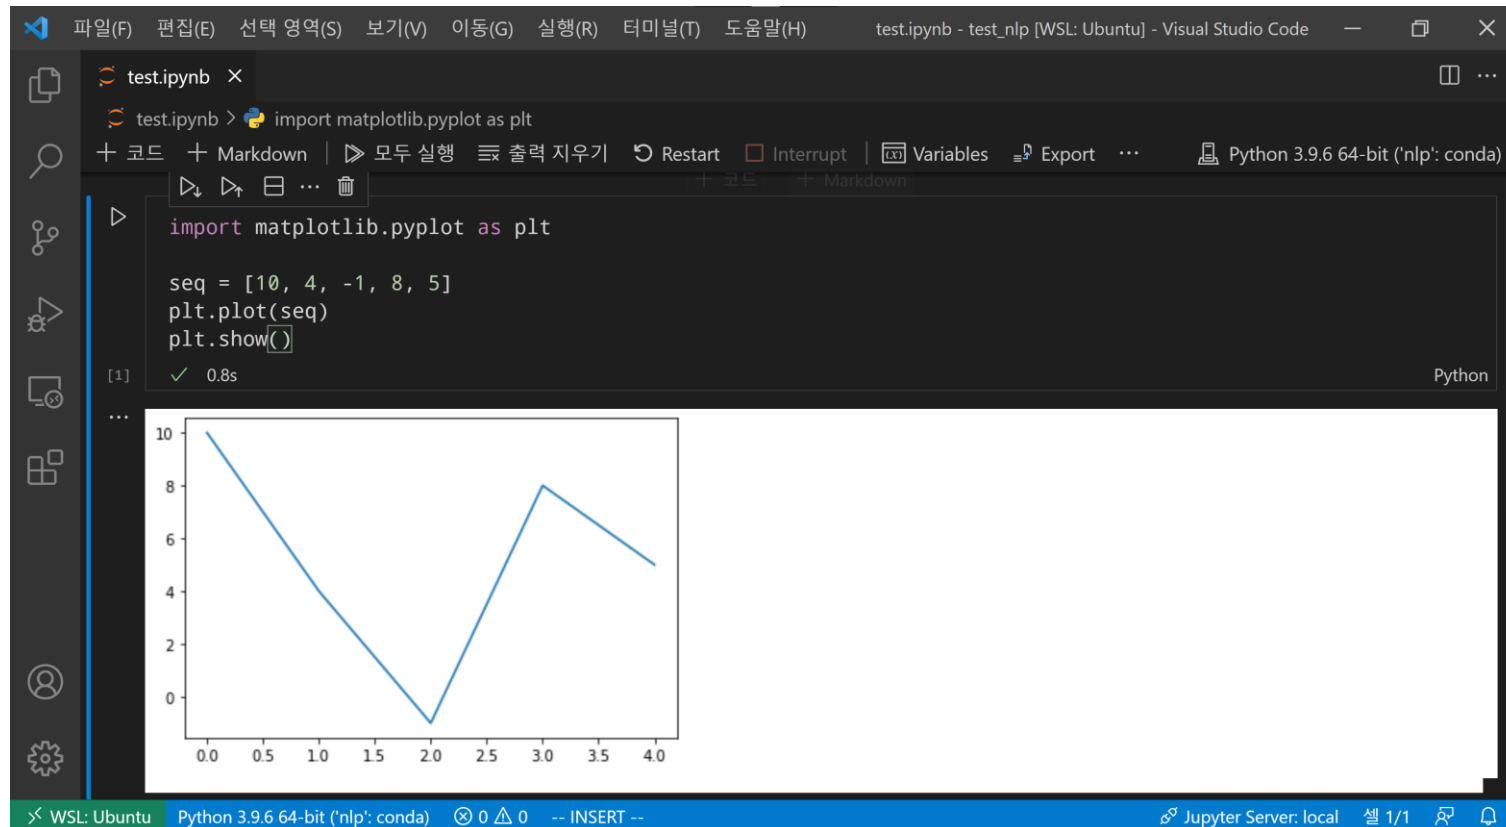 파일(F) 편집(E) 선택 영역(S) 보기(V) 이동(G) 실행(R) 터미널(T) 도움말(H) test.ipynb - test_nlp [WSL: Ubuntu] - Visual Studio Code
test.ipynb
test.ipynb > import matplotlib.pyplot as plt
+ 코드 + Markdown 모두 실행 출력 지우기 Restart Interrupt Variables Export ··· Python 3.9.6 64-bit ('nlp': conda)
+ 코드 + Markdown
import matplotlib.pyplot as plt
seq = [10, 4, -1, 8, 5]
plt.plot(seq)
plt.show()
[1] ✓ 0.8s Python
10
8
6
4
2
0
0.0 0.5 1.0 1.5 2.0 2.5 3.0 3.5 4.0
WSL: Ubuntu Python 3.9.6 64-bit ('nlp': conda) 0 0 -- INSERT -- Jupyter Server: local 셀 1/1